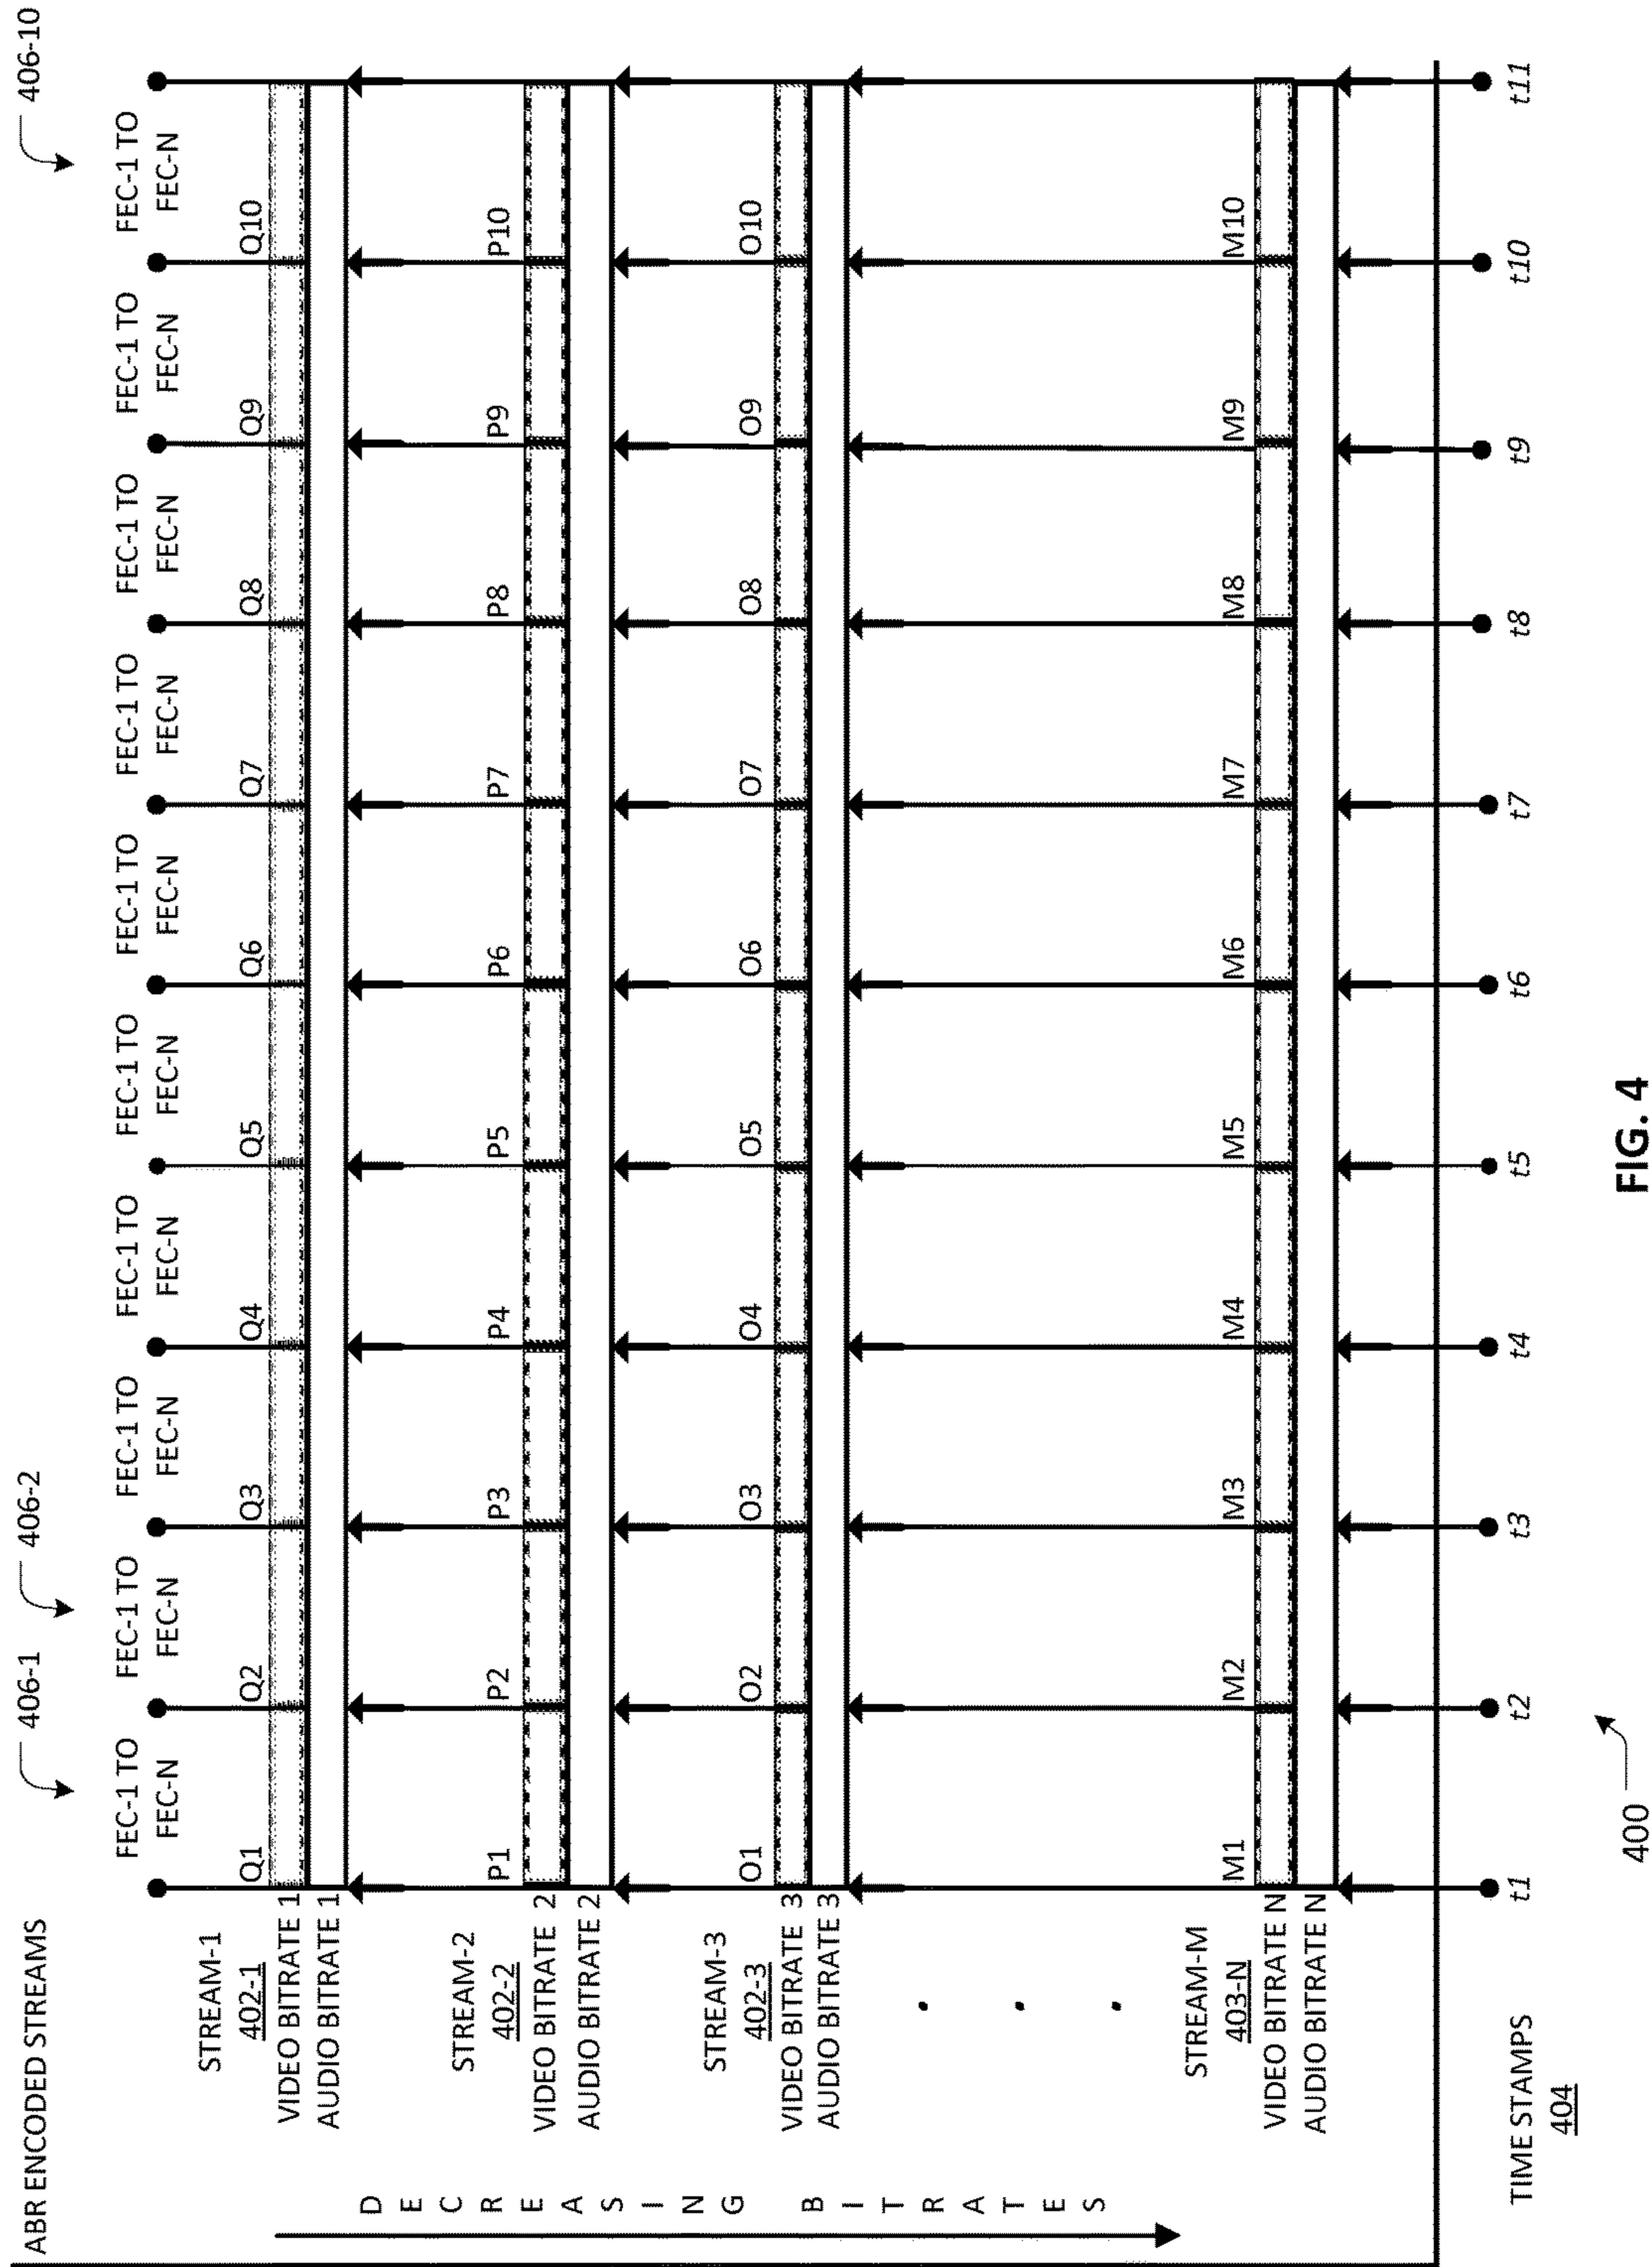 ABR ENCODED STREAMS
406-1
406-2
406-10
FEC-1 TO FEC-1 TO FEC-1 TO FEC-1 TO FEC-1 TO FEC-1 TO FEC-1 TO FEC-1 TO FEC-1 TO FEC-1 TO
FEC-N FEC-N FEC-N FEC-N FEC-N FEC-N FEC-N FEC-N FEC-N FEC-N
STREAM-1
402-1
Q1 Q2 Q3 Q4 Q5 Q6 Q7 Q8 Q9 Q10
VIDEO BITRATE 1
AUDIO BITRATE 1
STREAM-2
402-2
P1 P2 P3 P4 P5 P6 P7 P8 P9 P10
VIDEO BITRATE 2
AUDIO BITRATE 2
STREAM-3
402-3
O1 O2 O3 O4 O5 O6 O7 O8 O9 O10
VIDEO BITRATE 3
AUDIO BITRATE 3
STREAM-M
403-N
M1 M2 M3 M4 M5 M6 M7 M8 M9 M10
VIDEO BITRATE N
AUDIO BITRATE N
DECREASING BITRATES
TIME STAMPS
404
t1 t2 t3 t4 t5 t6 t7 t8 t9 t10 t11
400
FIG. 4